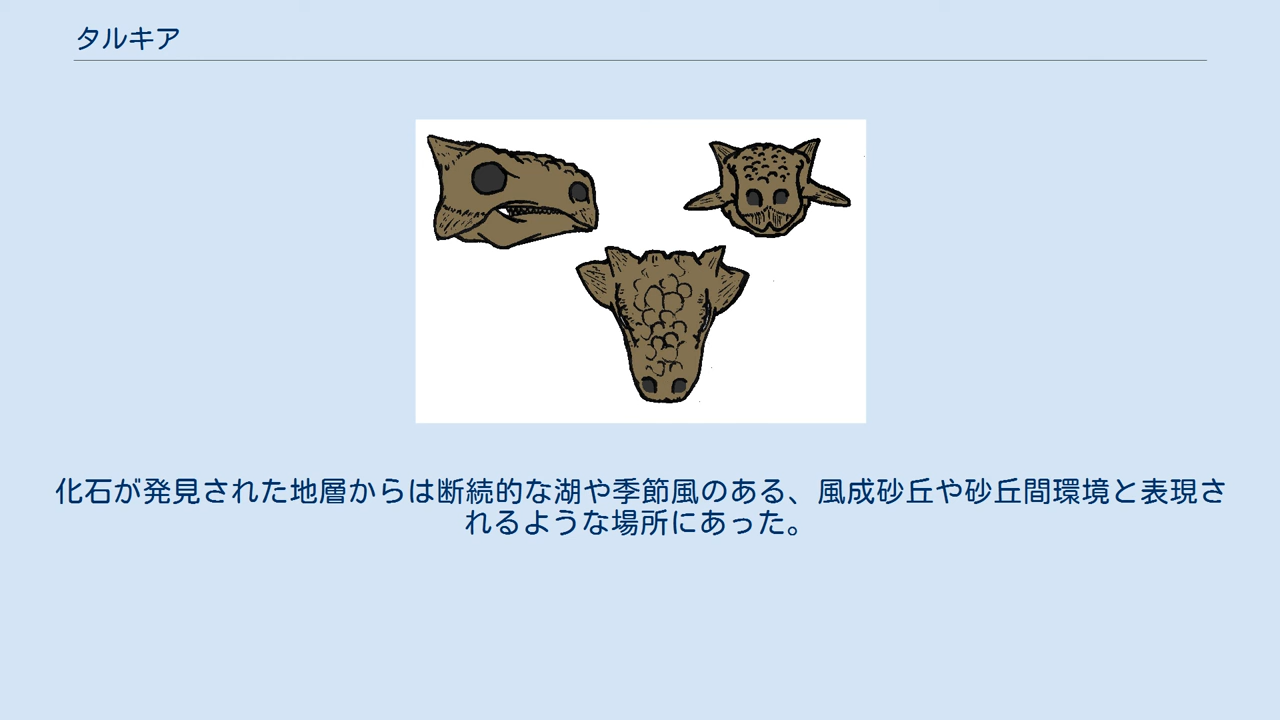 タルキア
化石が発見された地層からは断続的な湖や季節風のある、風成砂丘や砂丘間環境と表現さ
れるような場所にあった。